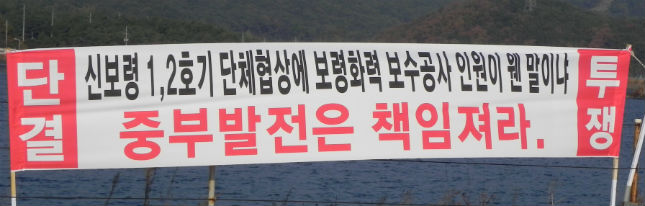 단결
신보령 1,2호기 단체협상에 보령화력 보수공사 인원이 웬 말이냐
중부발전은 책임져라.
투쟁